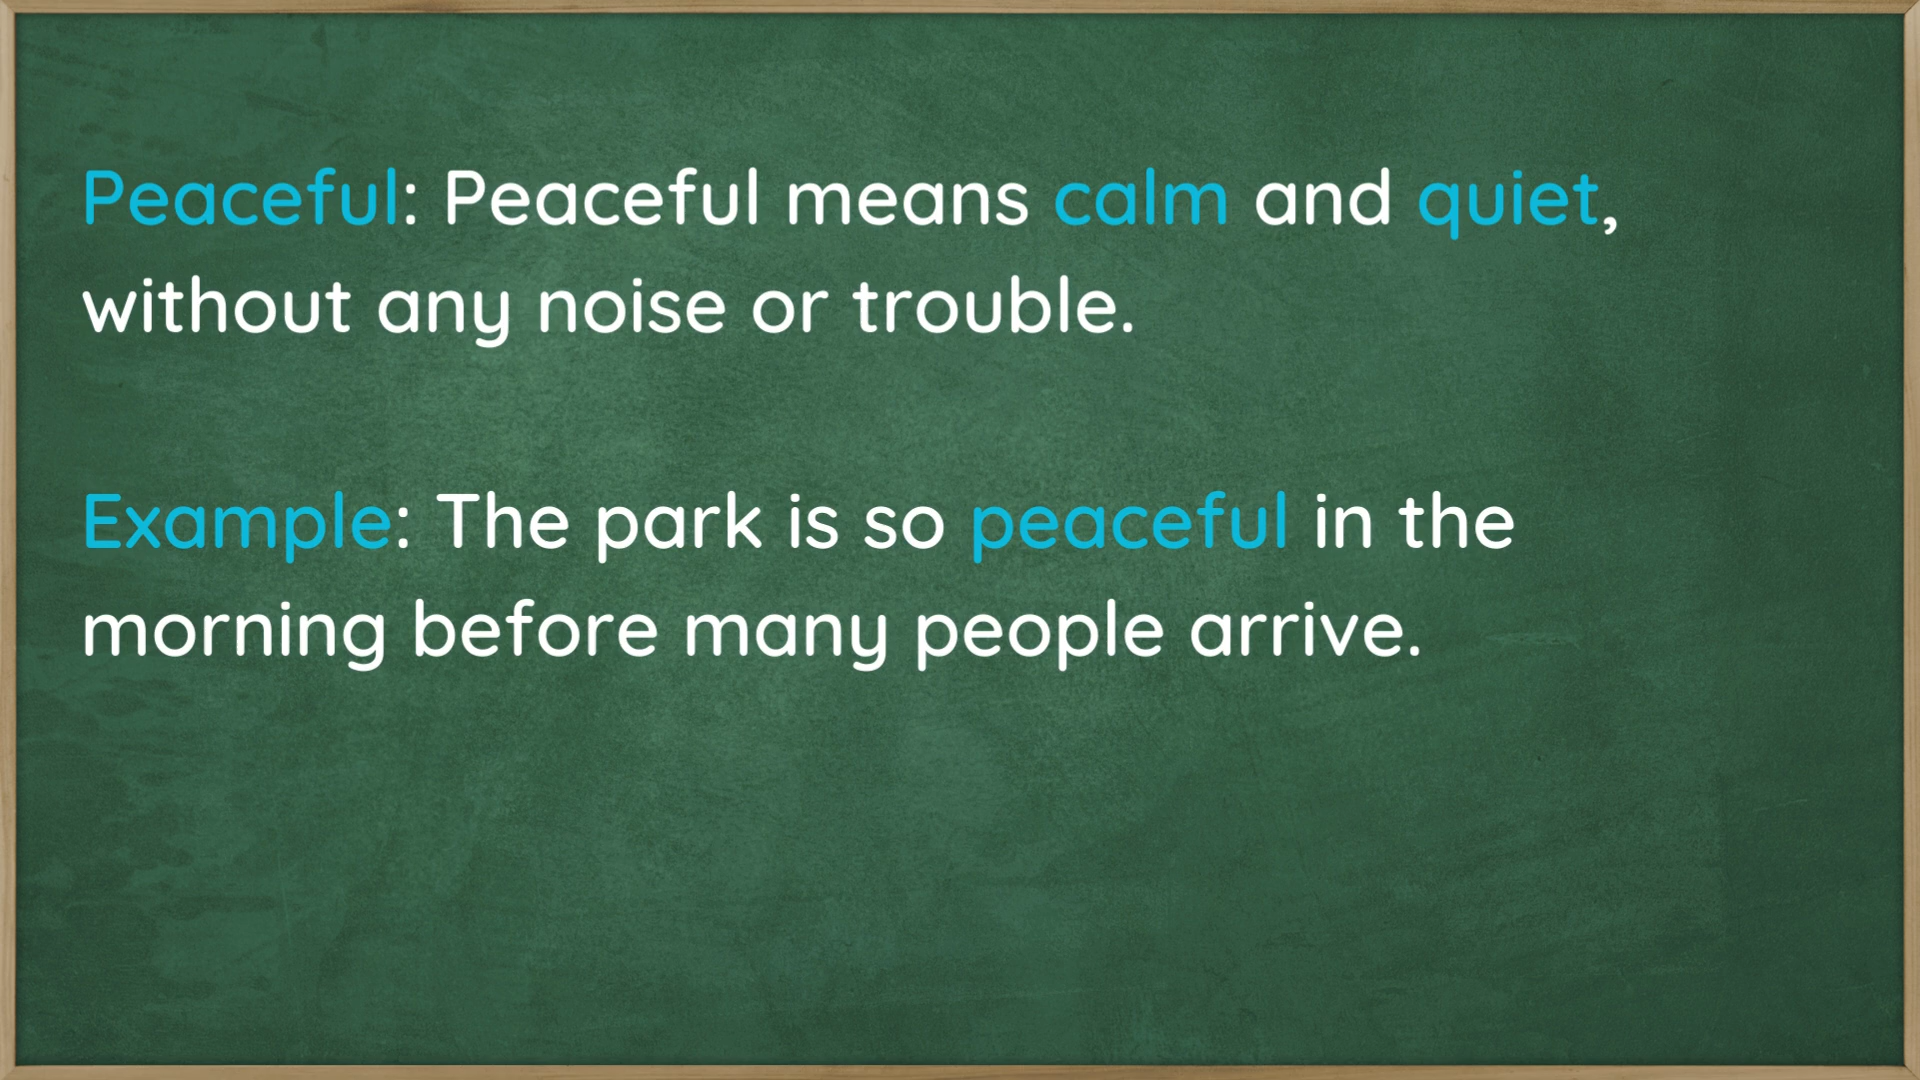 Peaceful: Peaceful means calm and quiet,
without any noise or trouble.
Example: The park is so peaceful in the
morning before many people arrive.